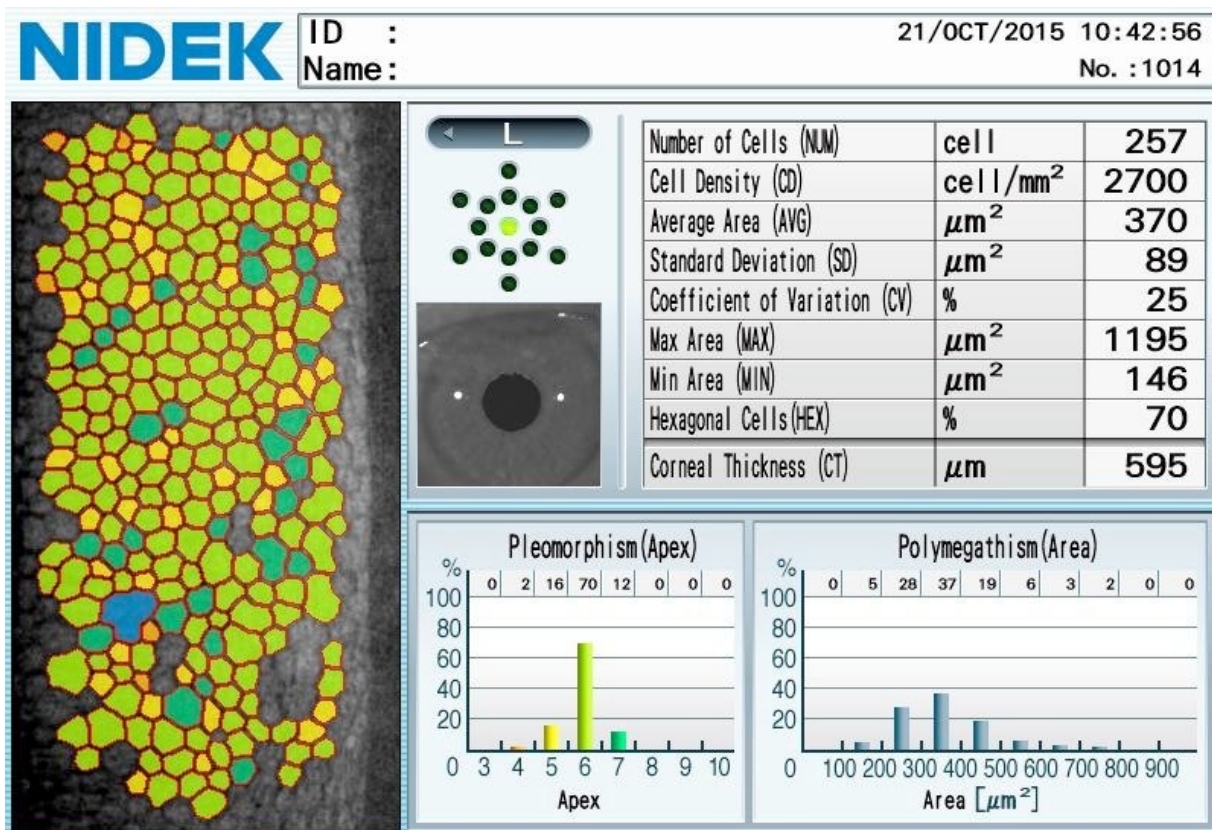 NIDEK
ID :
Name:
21/OCT/2015 10:42:56
No. :1014
L
Number of Cells (NUM) cell 257
Cell Density (CD) cell/mm² 2700
Average Area (AVG) μm² 370
Standard Deviation (SD) μm² 89
Coefficient of Variation (CV) % 25
Max Area (MAX) μm² 1195
Min Area (MIN) μm² 146
Hexagonal Cells(HEX) % 70
Corneal Thickness (CT) μm 595
Pleomorphism(Apex)
%
0 2 16 70 12 0 0 0
100
80
60
40
20
0 3 4 5 6 7 8 9 10
Apex
Polymegathism(Area)
%
0 5 28 37 19 6 3 2 0 0
100
80
60
40
20
0 100 200 300 400 500 600 700 800 900
Area [μm²]